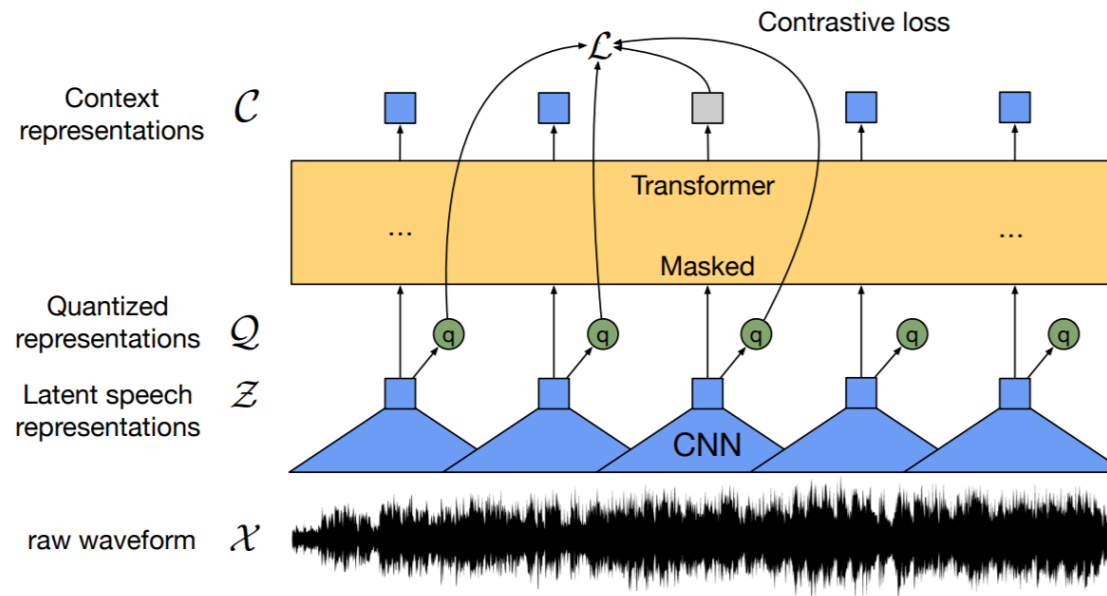 Contrastive loss
ℒ
Context
representations 𝒞
Transformer
... ...
Masked
Quantized
representations 𝒬
q q q q q
Latent speech
representations 𝒵
CNN
raw waveform 𝒳